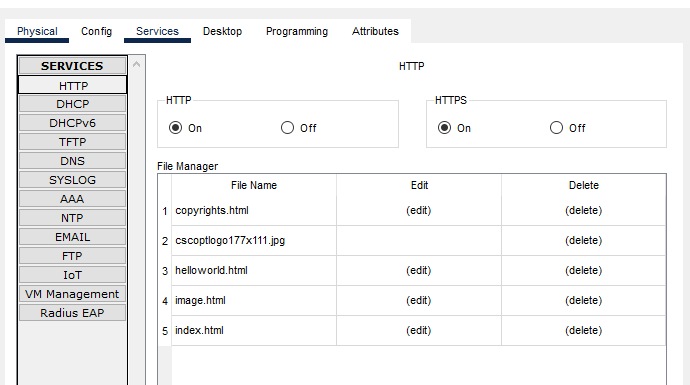 Physical Config Services Desktop Programming Attributes
SERVICES
HTTP
DHCP
DHCPv6
TFTP
DNS
SYSLOG
AAA
NTP
EMAIL
FTP
IoT
VM Management
Radius EAP
HTTP
HTTP
On Off
HTTPS
On Off
File Manager
File Name Edit Delete
1 copyrights.html (edit) (delete)
2 cscoptlogo177x111.jpg (delete)
3 helloworld.html (edit) (delete)
4 image.html (edit) (delete)
5 index.html (edit) (delete)